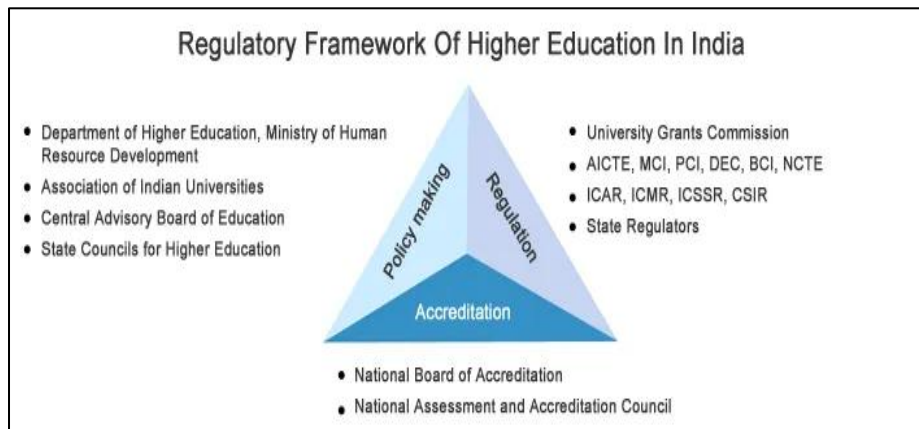 Regulatory Framework Of Higher Education In India
• Department of Higher Education, Ministry of Human
Resource Development
• Association of Indian Universities
• Central Advisory Board of Education
• State Councils for Higher Education
Policy making
Regulation
• University Grants Commission
• AICTE, MCI, PCI, DEC, BCI, NCTE
• ICAR, ICMR, ICSSR, CSIR
• State Regulators
Accreditation
• National Board of Accreditation
• National Assessment and Accreditation Council